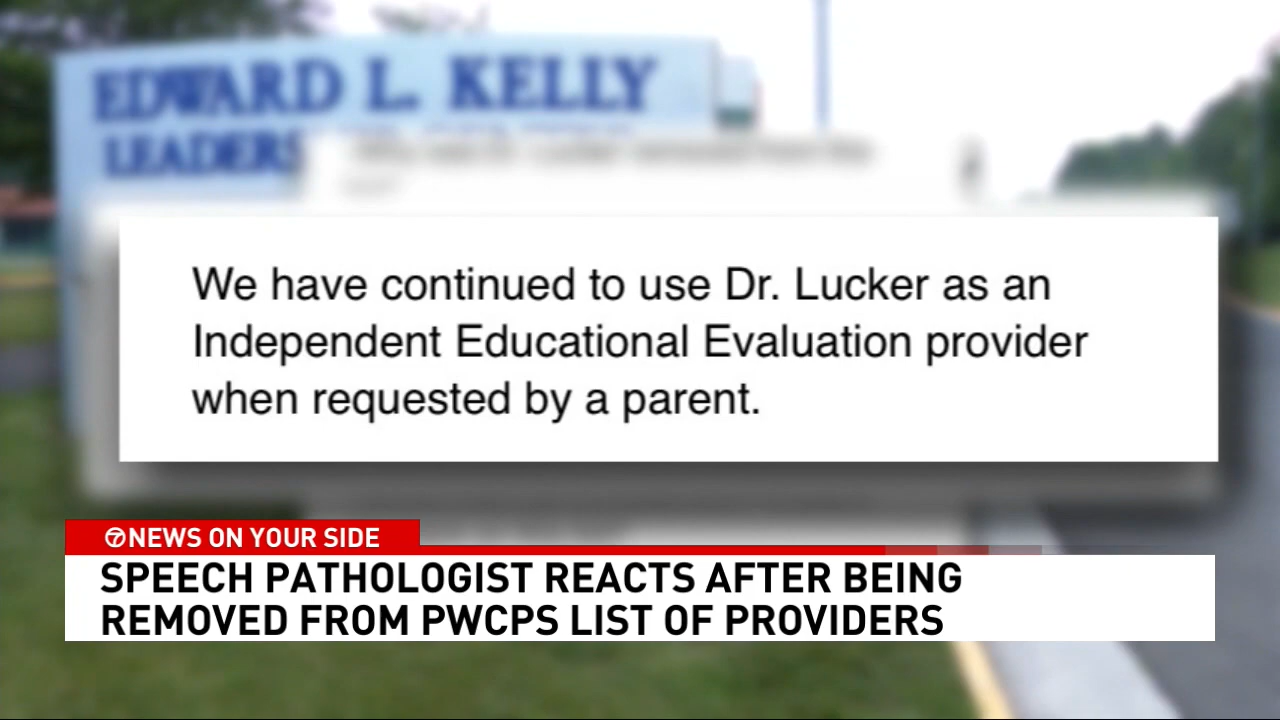 EDWARD L. KELLY
We have continued to use Dr. Lucker as an
Independent Educational Evaluation provider
when requested by a parent.
7NEWS ON YOUR SIDE
SPEECH PATHOLOGIST REACTS AFTER BEING
REMOVED FROM PWCPS LIST OF PROVIDERS